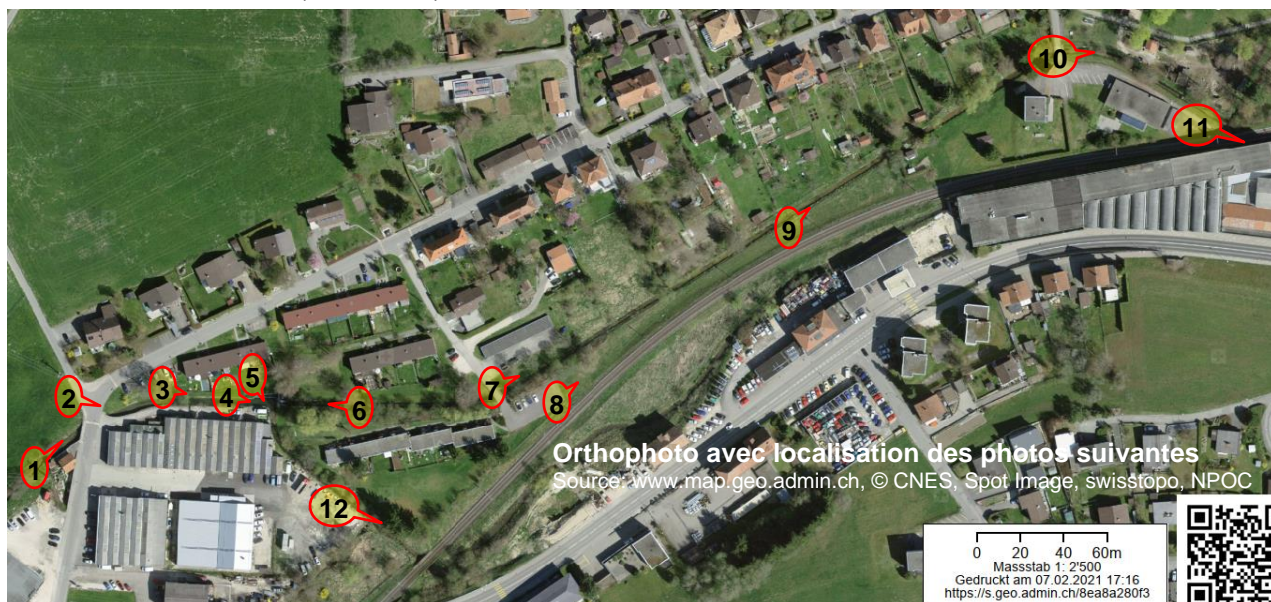 10
11
9
5
3
4
2
6
7
8
1
12
Orthophoto avec localisation des photos suivantes
Source: www.map.geo.admin.ch, © CNES, Spot Image, swisstopo, NPOC
0 20 40 60m
Massstab 1: 2'500
Gedruckt am 07.02.2021 17:16
https://s.geo.admin.ch/8ea8a280f3